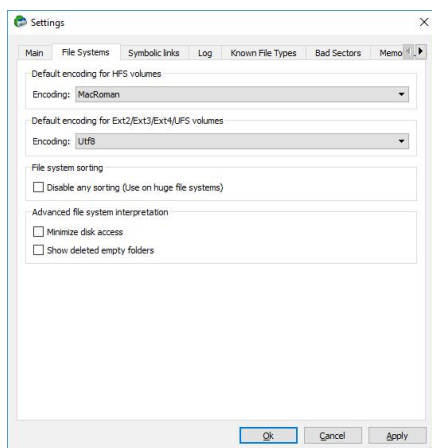 Settings
Main File Systems Symbolic links Log Known File Types Bad Sectors Memo
Default encoding for HFS volumes
Encoding: MacRoman
Default encoding for Ext2/Ext3/Ext4/UFS volumes
Encoding: Utf8
File system sorting
Disable any sorting (Use on huge file systems)
Advanced file system interpretation
Minimize disk access
Show deleted empty folders
Ok Cancel Apply